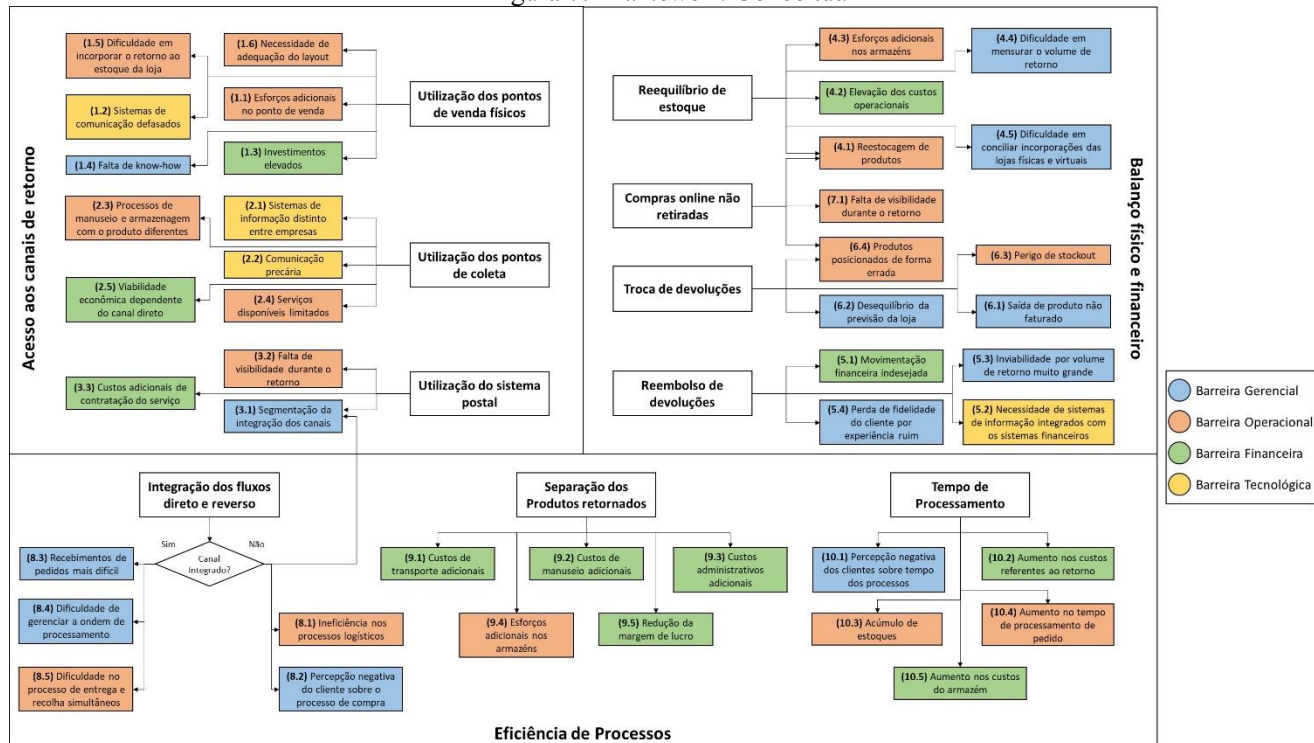 (1.5) Dificuldade em
incorporar o retorno ao
estoque da loja
(1.6) Necessidade de
adequação do layout
(1.2) Sistemas de
comunicação defasados
(1.1) Esforços adicionais
no ponto de venda
(1.4) Falta de know-how
(1.3) Investimentos
elevados
Utilização dos pontos
de venda físicos
(2.3) Processos de
manuseio e armazenagem
com o produto diferentes
(2.1) Sistemas de
informação distinto
entre empresas
(2.2) Comunicação
precária
(2.5) Viabilidade
econômica dependente
do canal direto
(2.4) Serviços
disponíveis limitados
Utilização dos pontos
de coleta
(3.2) Falta de
visibilidade durante o
retorno
(3.3) Custos adicionais de
contratação do serviço
(3.1) Segmentação da
integração dos canais
Utilização do sistema
postal
Acesso aos canais de retorno
Reequilíbrio de
estoque
(4.3) Esforços adicionais
nos armazéns
(4.4) Dificuldade em
mensurar o volume de
retorno
(4.2) Elevação dos custos
operacionais
(4.1) Reestocagem de
produtos
(4.5) Dificuldade em
conciliar incorporações das
lojas físicas e virtuais
Compras online não
retiradas
(7.1) Falta de visibilidade
durante o retorno
(6.4) Produtos
posicionados de forma
errada
Troca de devoluções
(6.3) Perigo de stockout
(6.2) Desequilíbrio da
previsão da loja
(6.1) Saída de produto não
faturado
Reembolso de
devoluções
(5.1) Movimentação
financeira indesejada
(5.3) Inviabilidade por volume
de retorno muito grande
(5.4) Perda de fidelidade
do cliente por
experiência ruim
(5.2) Necessidade de sistemas
de informação integrados com
os sistemas financeiros
Balanço físico e financeiro
Barreira Gerencial
Barreira Operacional
Barreira Financeira
Barreira Tecnológica
Integração dos fluxos
direto e reverso
Sim
Não
Canal
Integrado?
(8.3) Recebimentos de
pedidos mais difícil
(8.4) Dificuldade de
gerenciar a ondem de
processamento
(8.5) Dificuldade no
processo de entrega e
recolha simultâneos
(8.1) Ineficiência nos
processos logísticos
(8.2) Percepção negativa
do cliente sobre o
processo de compra
Separação dos
Produtos retornados
(9.1) Custos de
transporte adicionais
(9.2) Custos de
manuseio adicionais
(9.3) Custos
administrativos
adicionais
(9.4) Esforços
adicionais nos
armazéns
(9.5) Redução da
margem de lucro
Tempo de
Processamento
(10.1) Percepção negativa
dos clientes sobre tempo
dos processos
(10.2) Aumento nos custos
referentes ao retorno
(10.3) Acúmulo de
estoques
(10.4) Aumento no tempo
de processamento de
pedido
(10.5) Aumento nos custos
do armazém
Eficiência de Processos